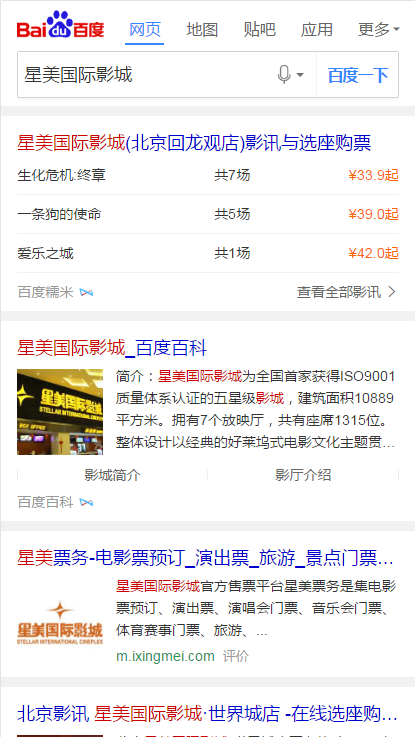 Bai du 百度 网页 地图 贴吧 应用 更多
星美国际影城 百度一下
星美国际影城(北京回龙观店)影讯与选座购票
生化危机:终章 共7场 ¥33.9起
一条狗的使命 共5场 ¥39.0起
爱乐之城 共1场 ¥42.0起
百度糯米 查看全部影讯
星美国际影城_百度百科
简介：星美国际影城为全国首家获得ISO9001
质量体系认证的五星级影城，建筑面积10889
平方米。拥有7个放映厅，共有座席1315位。
整体设计以经典的好莱坞式电影文化主题贯...
星美国际影城
STELLAR INTERNATIONAL CINEPLEX
BOX OFFICE
影城简介 影厅介绍
百度百科
星美票务-电影票预订_演出票_旅游_景点门票...
星美国际影城官方售票平台星美票务是集电影
票预订、演出票、演唱会门票、音乐会门票、
体育赛事门票、旅游、...
星美国际影城
STELLAR INTERNATIONAL CINEPLEX
m.ixingmei.com 评价
北京影讯 星美国际影城·世界城店 -在线选座购...